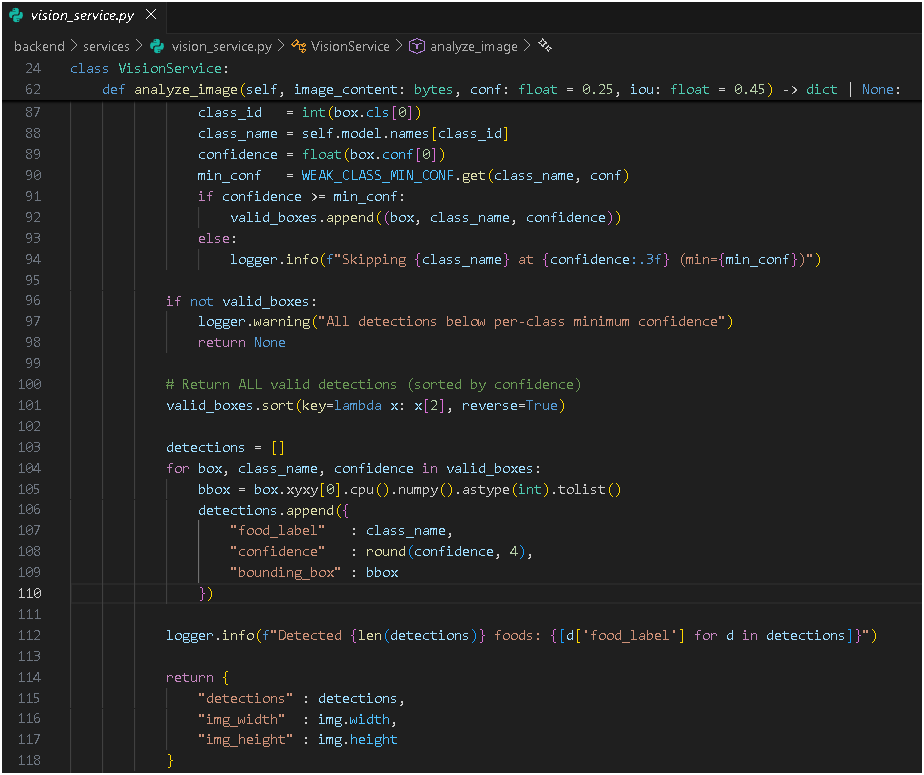 vision_service.py
backend > services > vision_service.py > VisionService > analyze_image >
24 class VisionService:
62     def analyze_image(self, image_content: bytes, conf: float = 0.25, iou: float = 0.45) -> dict | None:
87                 class_id   = int(box.cls[0])
88                 class_name = self.model.names[class_id]
89                 confidence = float(box.conf[0])
90                 min_conf   = WEAK_CLASS_MIN_CONF.get(class_name, conf)
91                 if confidence >= min_conf:
92                     valid_boxes.append((box, class_name, confidence))
93                 else:
94                     logger.info(f"Skipping {class_name} at {confidence:.3f} (min={min_conf})")
95
96             if not valid_boxes:
97                 logger.warning("All detections below per-class minimum confidence")
98                 return None
99
100             # Return ALL valid detections (sorted by confidence)
101             valid_boxes.sort(key=lambda x: x[2], reverse=True)
102
103             detections = []
104             for box, class_name, confidence in valid_boxes:
105                 bbox = box.xyxy[0].cpu().numpy().astype(int).tolist()
106                 detections.append({
107                     "food_label"   : class_name,
108                     "confidence"   : round(confidence, 4),
109                     "bounding_box" : bbox
110                 })
111
112             logger.info(f"Detected {len(detections)} foods: {[d['food_label'] for d in detections]}")
113
114             return {
115                 "detections" : detections,
116                 "img_width"  : img.width,
117                 "img_height" : img.height
118             }